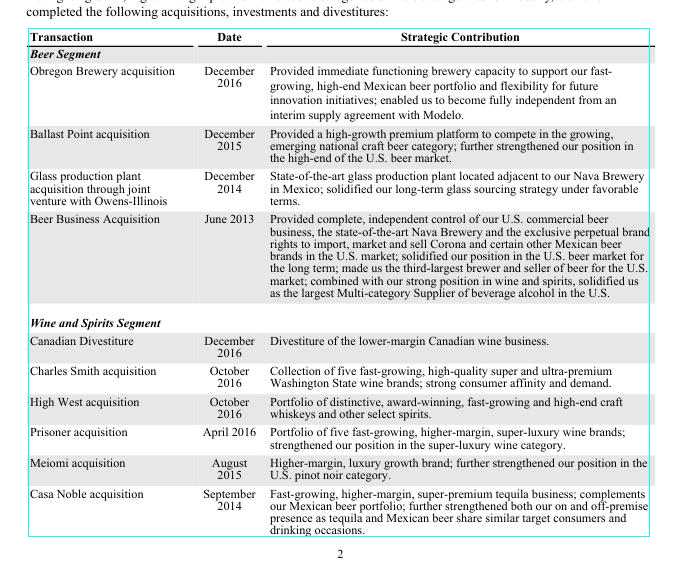 completed the following acquisitions, investments and divestitures:
Transaction Date Strategic Contribution
Beer Segment
Obregon Brewery acquisition December 2016 Provided immediate functioning brewery capacity to support our fast-
growing, high-end Mexican beer portfolio and flexibility for future
innovation initiatives; enabled us to become fully independent from an
interim supply agreement with Modelo.
Ballast Point acquisition December 2015 Provided a high-growth premium platform to compete in the growing,
emerging national craft beer category; further strengthened our position in
the high-end of the U.S. beer market.
Glass production plant
acquisition through joint
venture with Owens-Illinois
December
2014
State-of-the-art glass production plant located adjacent to our Nava Brewery
in Mexico; solidified our long-term glass sourcing strategy under favorable
terms.
Beer Business Acquisition June 2013 Provided complete, independent control of our U.S. commercial beer
business, the state-of-the-art Nava Brewery and the exclusive perpetual brand
rights to import, market and sell Corona and certain other Mexican beer
brands in the U.S. market; solidified our position in the U.S. beer market for
the long term; made us the third-largest brewer and seller of beer for the U.S.
market; combined with our strong position in wine and spirits, solidified us
as the largest Multi-category Supplier of beverage alcohol in the U.S.
Wine and Spirits Segment
Canadian Divestiture December
2016
Divestiture of the lower-margin Canadian wine business.
Charles Smith acquisition October
2016
Collection of five fast-growing, high-quality super and ultra-premium
Washington State wine brands; strong consumer affinity and demand.
High West acquisition October
2016
Portfolio of distinctive, award-winning, fast-growing and high-end craft
whiskeys and other select spirits.
Prisoner acquisition April 2016 Portfolio of five fast-growing, higher-margin, super-luxury wine brands;
strengthened our position in the super-luxury wine category.
Meiomi acquisition August
2015
Higher-margin, luxury growth brand; further strengthened our position in the
U.S. pinot noir category.
Casa Noble acquisition September
2014
Fast-growing, higher-margin, super-premium tequila business; complements
our Mexican beer portfolio; further strengthened both our on and off-premise
presence as tequila and Mexican beer share similar target consumers and
drinking occasions.
2